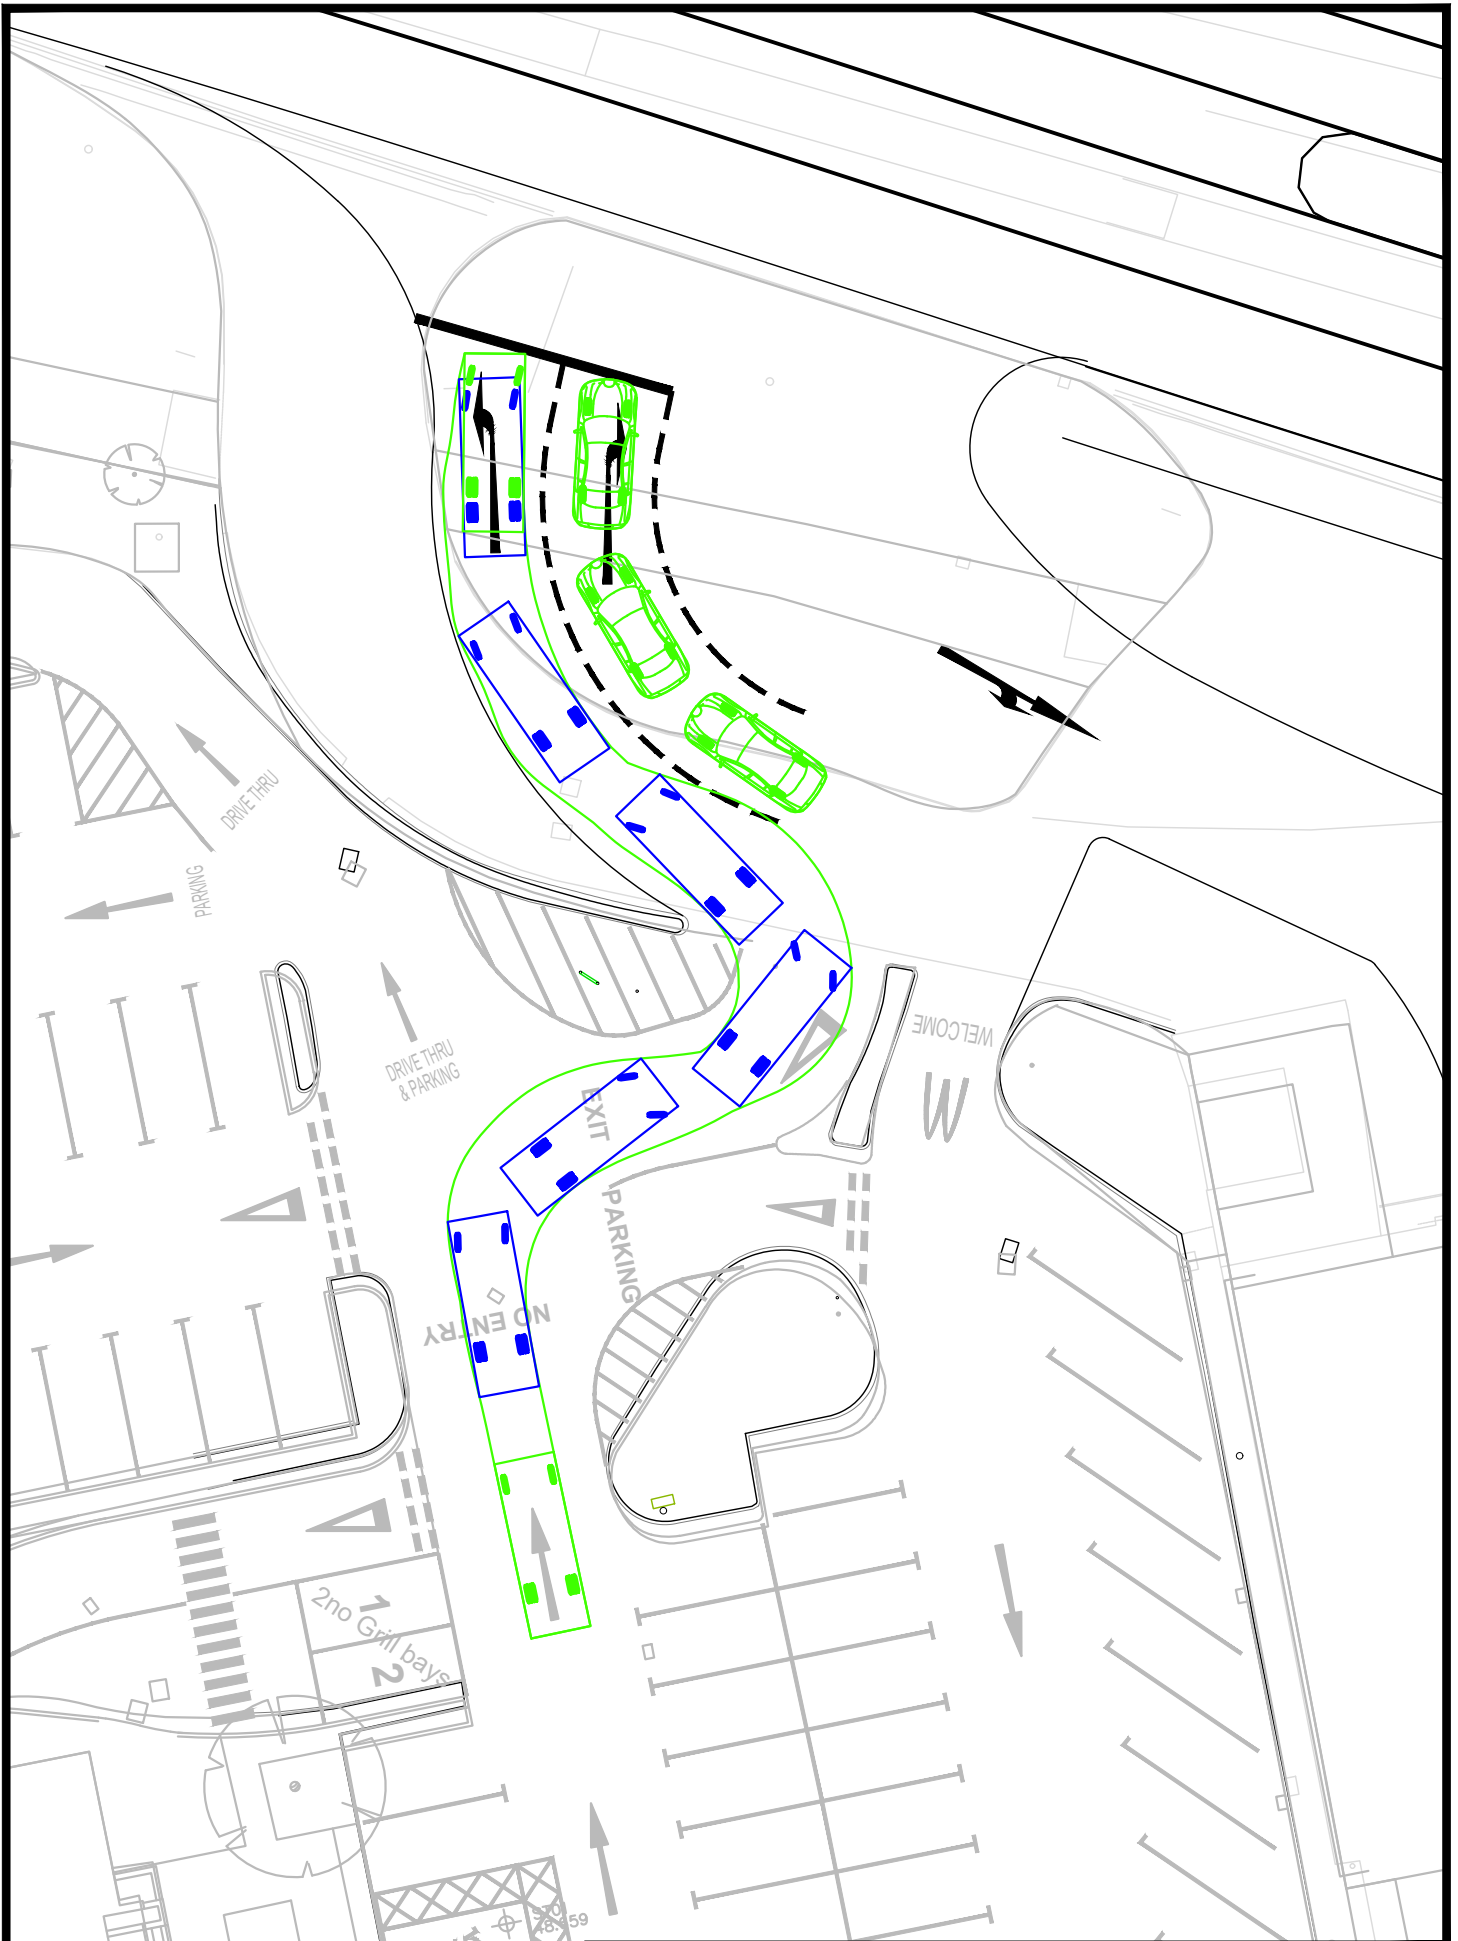 DRIVE THRU
PARKING
WELCOME
DRIVE THRU
& PARKING
EXIT
PARKING
NO ENTRY
1
2no Grill bays
2